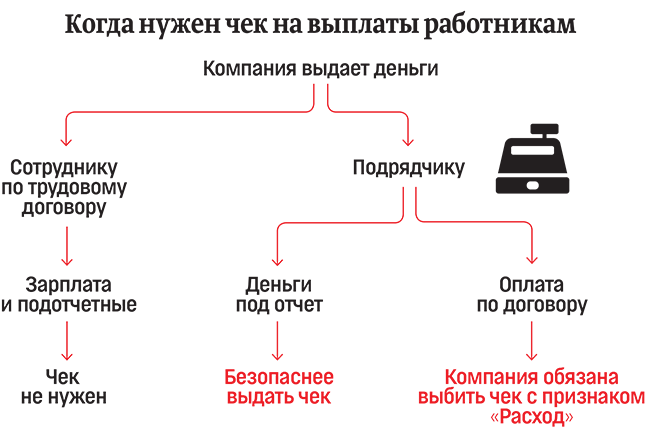 Когда нужен чек на выплаты работникам
Компания выдает деньги
Сотруднику
по трудовому
договору
Подрядчику
Зарплата
и подотчетные
Деньги
под отчет
Оплата
по договору
Чек
не нужен
Безопаснее
выдать чек
Компания обязана
выбить чек с признаком
«Расход»